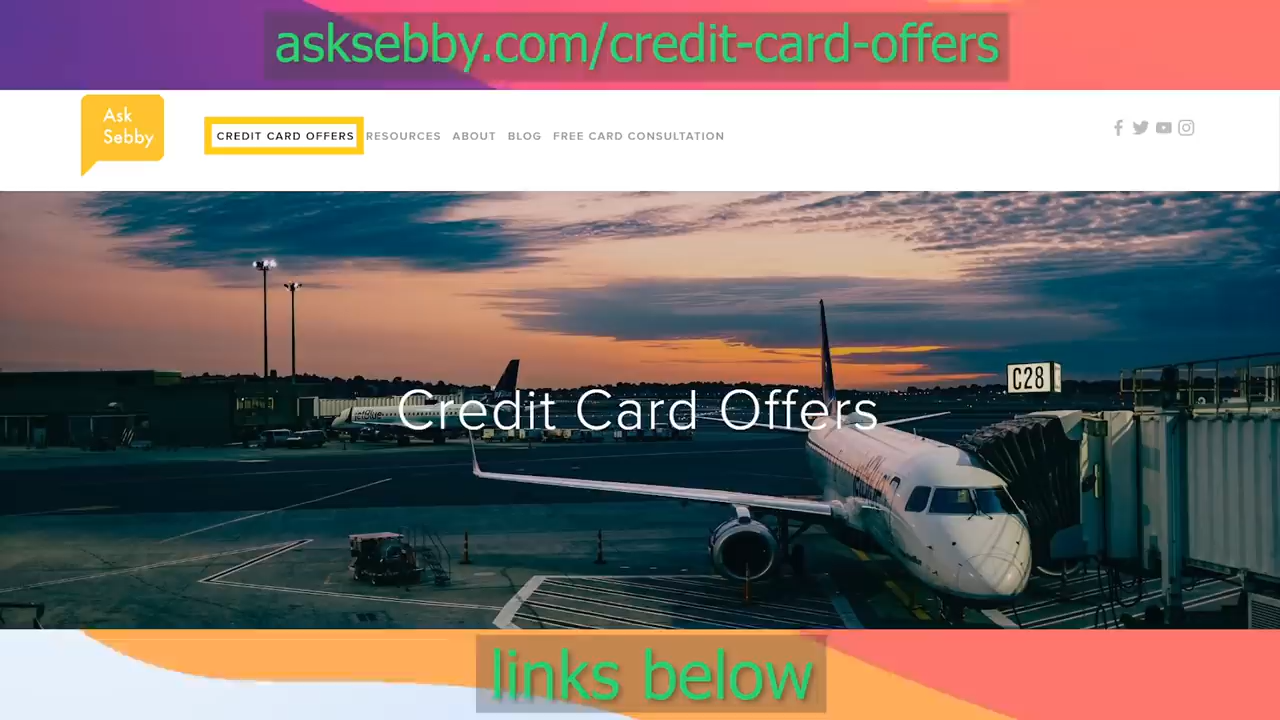 asksebby.com/credit-card-offers
Ask
Sebby
CREDIT CARD OFFERS RESOURCES ABOUT BLOG FREE CARD CONSULTATION
C28
jetBlue
Credit Card Offers
links below